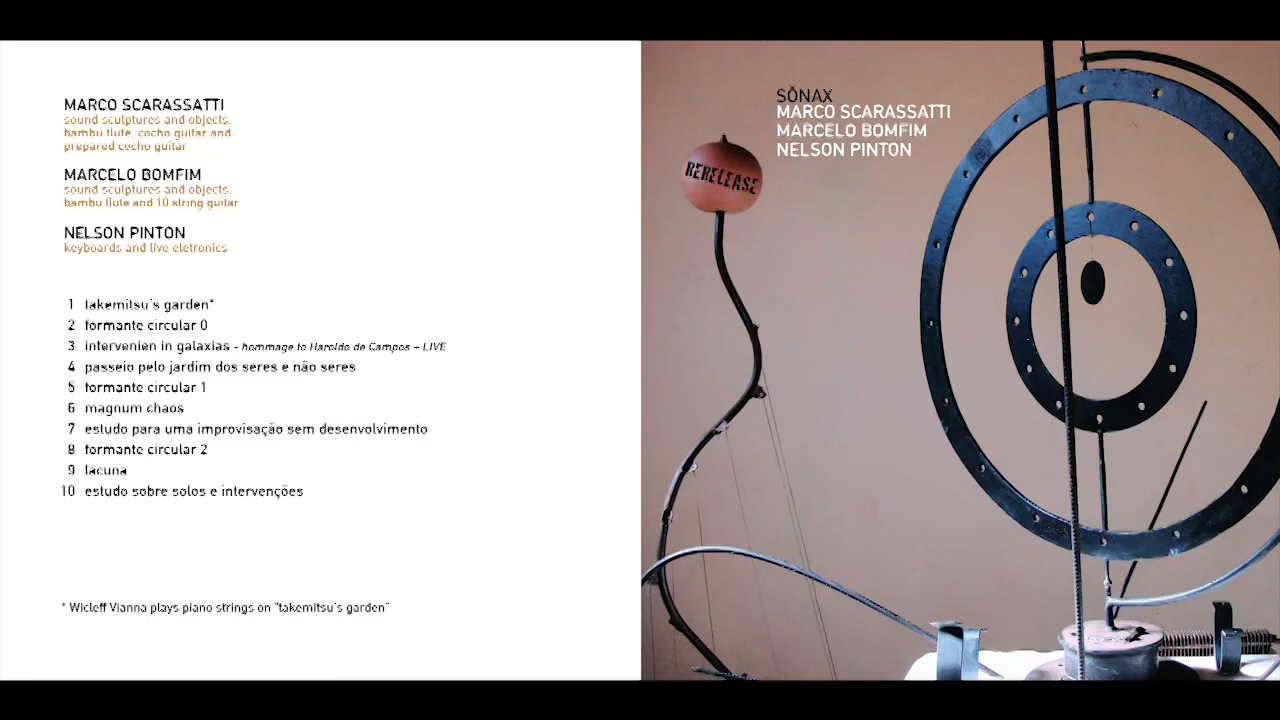 MARCO SCARASSATTI
sound sculptures and objects,
bambu flute, cocho guitar and
prepared cocho guitar
MARCELO BOMFIM
sound sculptures and objects,
bambu flute and 10 string guitar
NELSON PINTON
keyboards and live eletronics
1 takemitsu´s garden*
2 formante circular 0
3 intervenien in galaxias - hommage to Haroldo de Campos - LIVE
4 passeio pelo jardim dos seres e não seres
5 formante circular 1
6 magnum chaos
7 estudo para uma improvisação sem desenvolvimento
8 formante circular 2
9 lacuna
10 estudo sobre solos e intervenções
* Wicleff Vianna plays piano strings on "takemitsu´s garden"
SŌNAX
MARCO SCARASSATTI
MARCELO BOMFIM
NELSON PINTON
RERELEASE